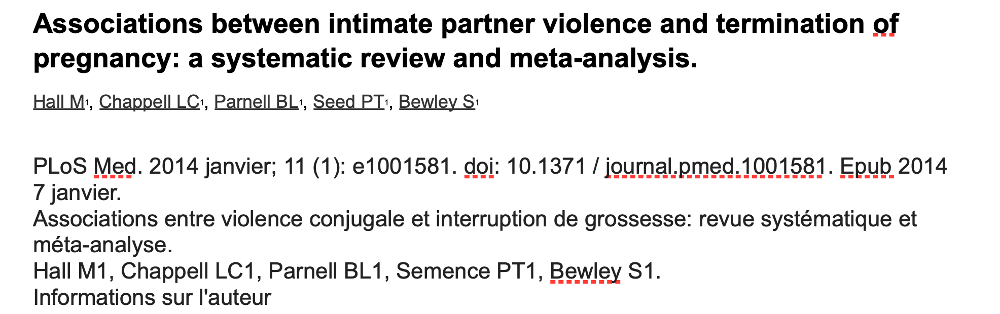 Associations between intimate partner violence and termination of
pregnancy: a systematic review and meta-analysis.
Hall M1, Chappell LC1, Parnell BL1, Seed PT1, Bewley S1
PLoS Med. 2014 janvier; 11 (1): e1001581. doi: 10.1371 / journal.pmed.1001581. Epub 2014
7 janvier.
Associations entre violence conjugale et interruption de grossesse: revue systématique et
méta-analyse.
Hall M1, Chappell LC1, Parnell BL1, Semence PT1, Bewley S1.
Informations sur l'auteur